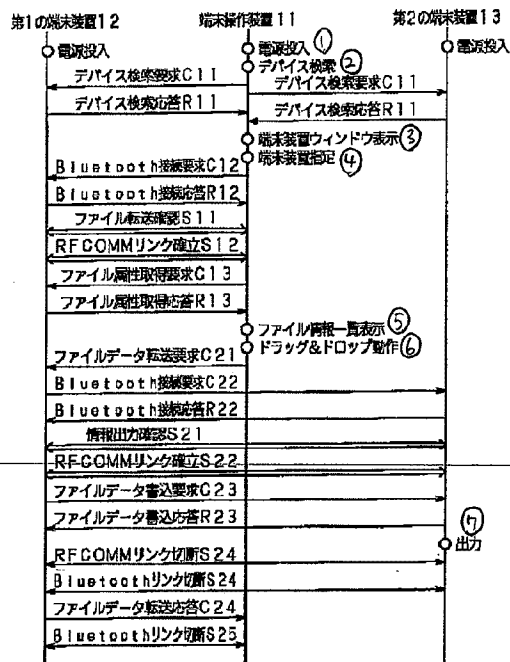 第1の端末装置12
端末操作装置11
第2の端末装置13
電源投入
電源投入 ①
電源投入
デバイス検索 ②
デバイス検索要求C11
デバイス検索要求C11
デバイス検索応答R11
デバイス検索応答R11
端末装置ウィンドウ表示 ③
端末装置指定 ④
Bluetooth接続要求C12
Bluetooth接続応答R12
ファイル転送確認S11
RFCOMMリンク確立S12
ファイル属性取得要求C13
ファイル属性取得応答R13
ファイル情報一覧表示 ⑤
ドラッグ&ドロップ動作 ⑥
ファイルデータ転送要求C21
Bluetooth接続要求C22
Bluetooth接続応答R22
情報出力確認S21
RFCOMMリンク確立S22
ファイルデータ書込要求C23
ファイルデータ書込応答R23
⑦
出力
RFCOMMリンク切断S24
Bluetoothリンク切断S24
ファイルデータ転送応答C24
Bluetoothリンク切断S25